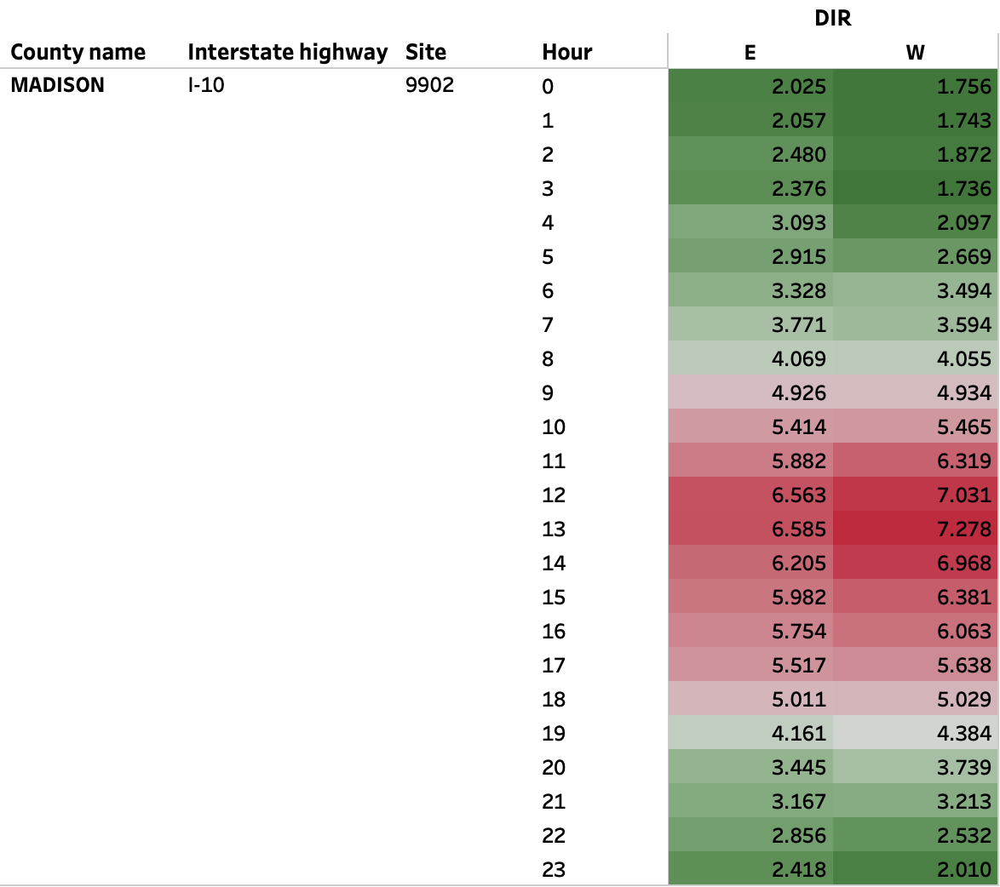 DIR
County name Interstate highway Site Hour E W
MADISON I-10 9902 0 2.025 1.756
1 2.057 1.743
2 2.480 1.872
3 2.376 1.736
4 3.093 2.097
5 2.915 2.669
6 3.328 3.494
7 3.771 3.594
8 4.069 4.055
9 4.926 4.934
10 5.414 5.465
11 5.882 6.319
12 6.563 7.031
13 6.585 7.278
14 6.205 6.968
15 5.982 6.381
16 5.754 6.063
17 5.517 5.638
18 5.011 5.029
19 4.161 4.384
20 3.445 3.739
21 3.167 3.213
22 2.856 2.532
23 2.418 2.010